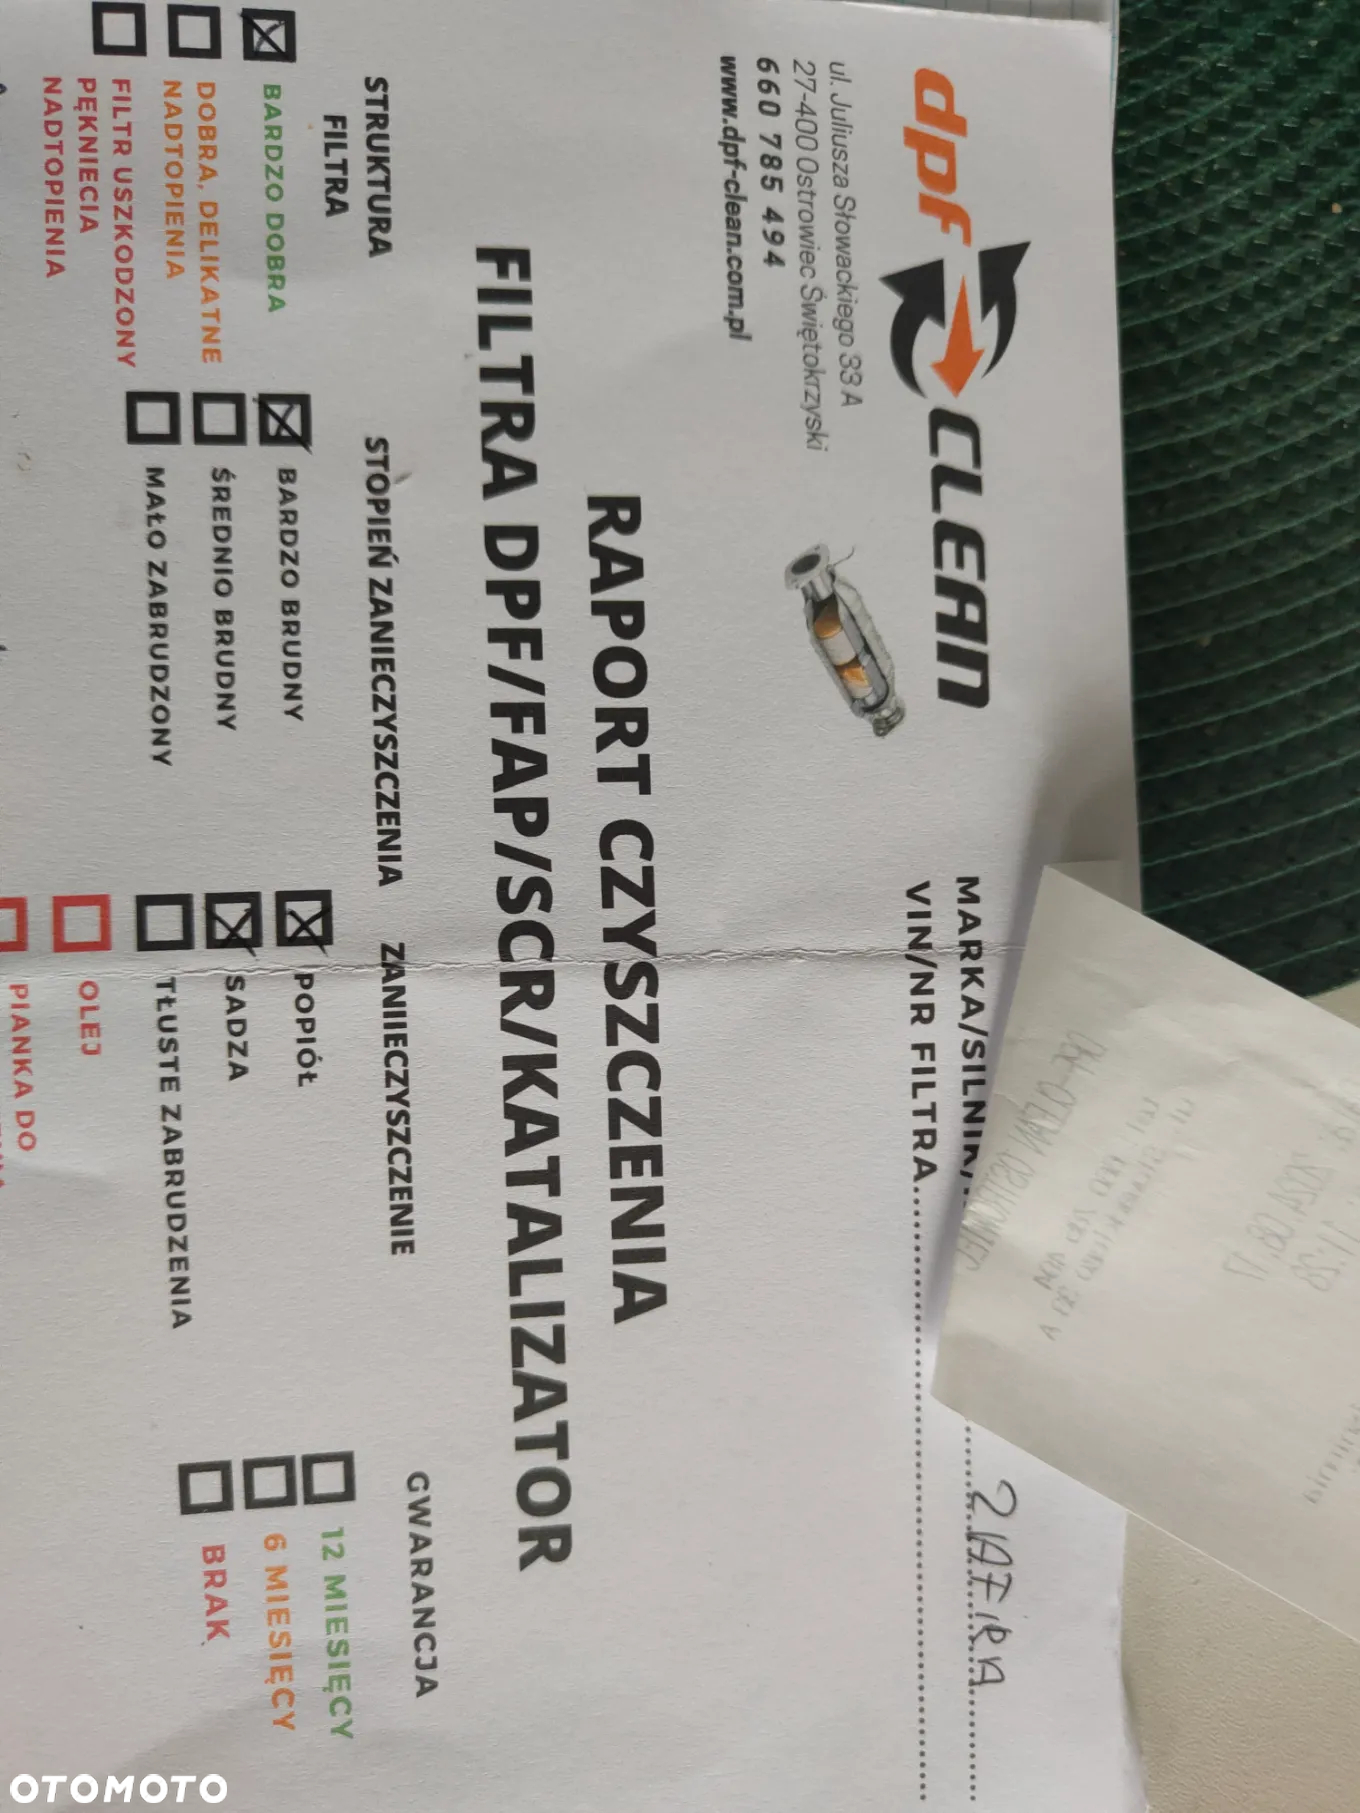 dpf CLEAN
ul. Juliusza Słowackiego 33 A
27-400 Ostrowiec Świętokrzyski
660 785 494
www.dpf-clean.com.pl
MARKA/SILNIK/
ZAFIRA
VIN/NR FILTRA
RAPORT CZYSZCZENIA
FILTRA DPF/FAP/SCR/KATALIZATOR
STRUKTURA
FILTRA
BARDZO DOBRA
DOBRA, DELIKATNE
NADTOPIENIA
FILTR USZKODZONY
PĘKNIECIA
NADTOPIENIA
STOPIEŃ ZANIECZYSZCZENIA
BARDZO BRUDNY
ŚREDNIO BRUDNY
MAŁO ZABRUDZONY
ZANIIECZYSZCZENIE
POPIÓŁ
SADZA
TŁUSTE ZABRUDZENIA
OLEJ
PIANKA DO
GWARANCJA
12 MIESIĘCY
6 MIESIĘCY
BRAK
OTOMOTO